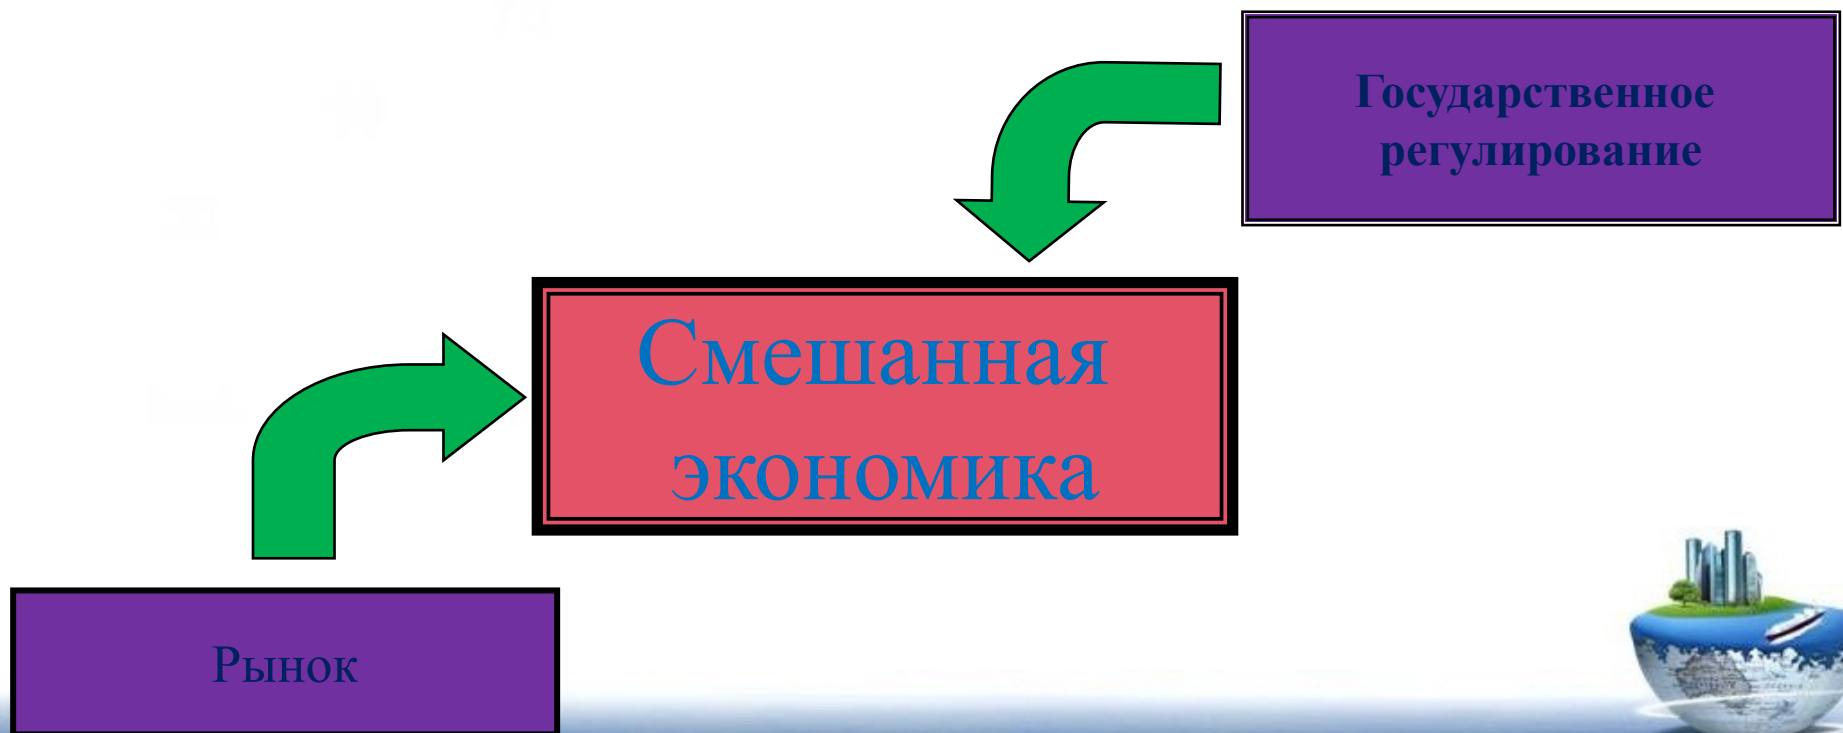 Государственное
регулирование
Смешанная
экономика
Рынок